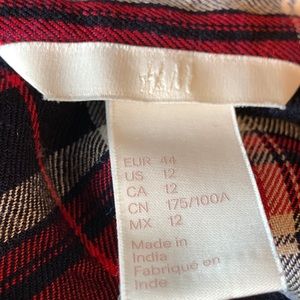 H&M
EUR 44
US 12
CA 12
CN 175/100A
MX 12
Made in
India
Fabriqué en
Inde